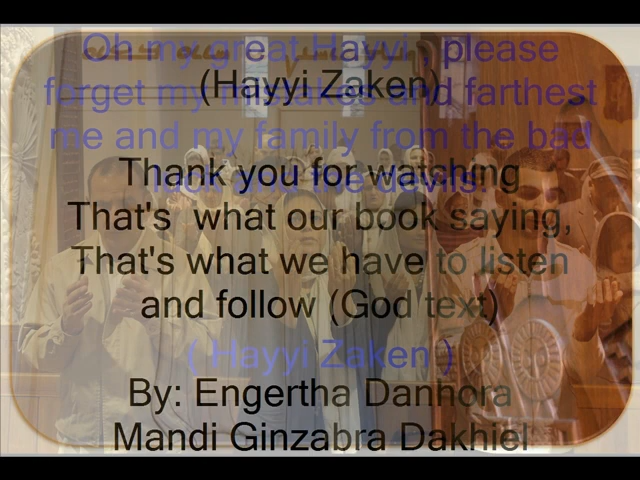 Oh my great Hayyi, please
(Hayyi Zaken)
forget my mistakes and farthest
me and my family from the bad
Thank you for watching
luck and the devils.
That's what our book saying,
That's what we have to listen
and follow (God text)
( Hayyi Zaken )
By: Engertha Dannora
Mandi Ginzabra Dakhiel